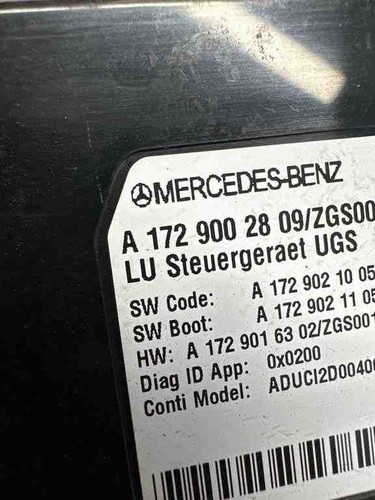 MERCEDES-BENZ
A 172 900 28 09/ZGS00
LU Steuergeraet UGS
SW Code: A 172 902 10 05
SW Boot: A 172 902 11 05
HW: A 172 901 63 02/ZGS001
Diag ID App: 0x0200
Conti Model: ADUCI2D00400